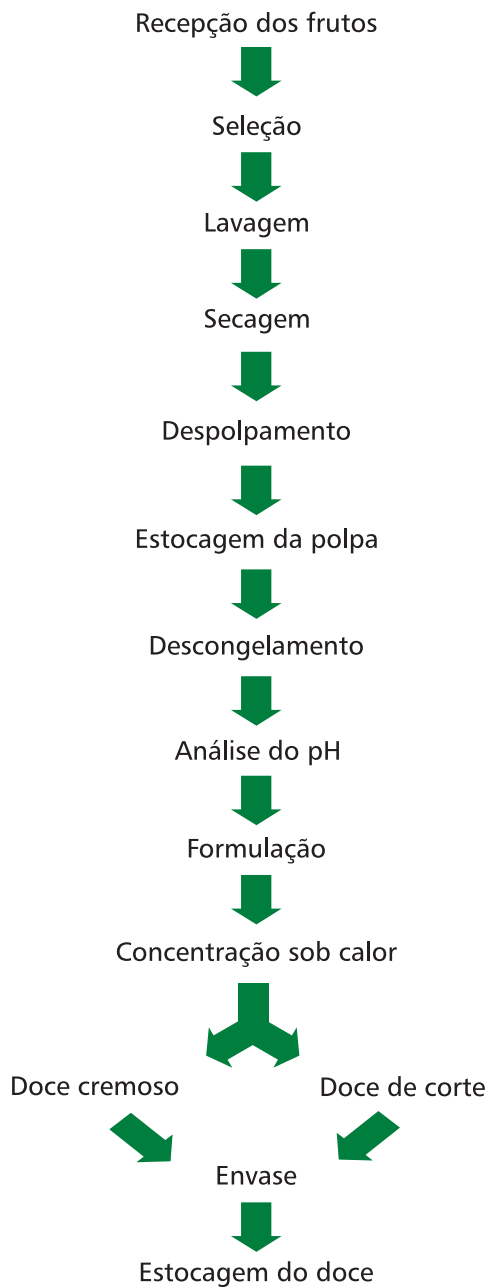 Recepção dos frutos
Seleção
Lavagem
Secagem
Despolpamento
Estocagem da polpa
Descongelamento
Análise do pH
Formulação
Concentração sob calor
Doce cremoso
Doce de corte
Envase
Estocagem do doce